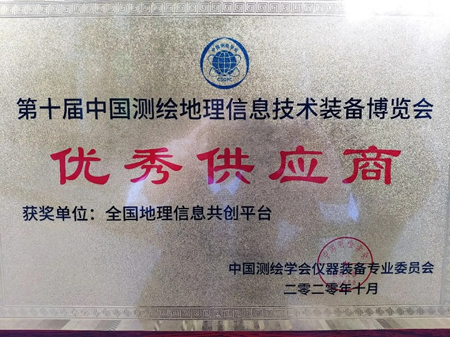 第十届中国测绘地理信息技术装备博览会
优秀供应商
获奖单位：全国地理信息共创平台
中国测绘学会仪器装备专业委员会
二零二零年十月